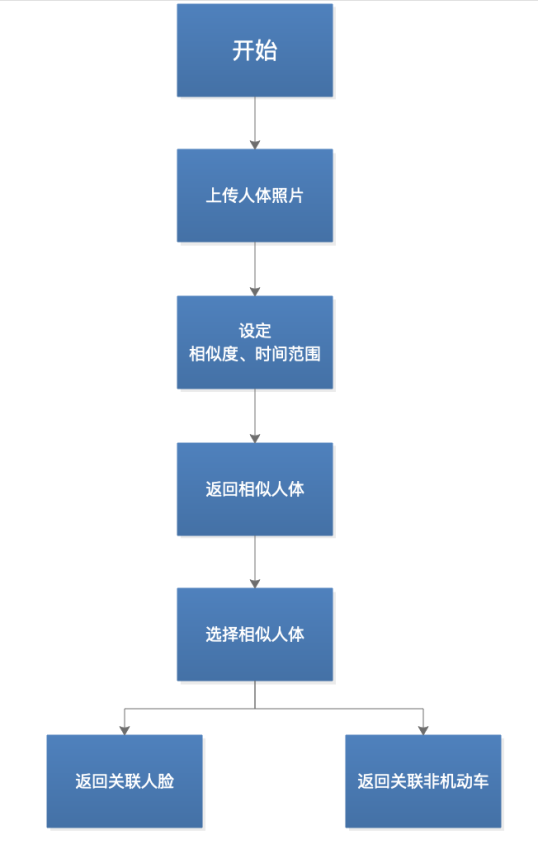 开始
上传人体照片
设定
相似度、时间范围
返回相似人体
选择相似人体
返回关联人脸
返回关联非机动车